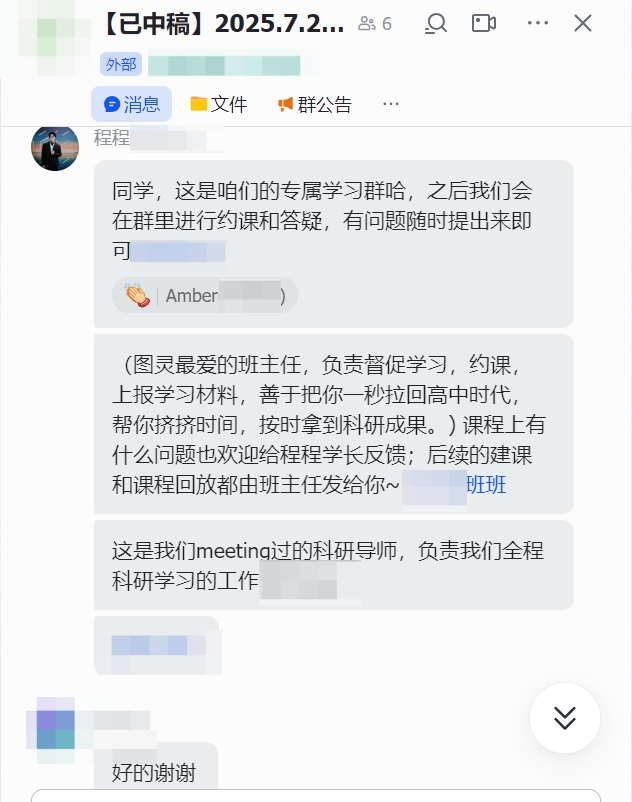 【已中稿】2025.7.2... 6
外部
消息 文件 群公告 ...
程程
同学，这是咱们的专属学习群哈，之后我们会
在群里进行约课和答疑，有问题随时提出来即
可
Amber )
（图灵最爱的班主任，负责督促学习，约课，
上报学习材料，善于把你一秒拉回高中时代，
帮你挤挤时间，按时拿到科研成果。) 课程上有
什么问题也欢迎给程程学长反馈；后续的建课
和课程回放都由班主任发给你~ 班班
这是我们meeting过的科研导师，负责我们全程
科研学习的工作
好的谢谢